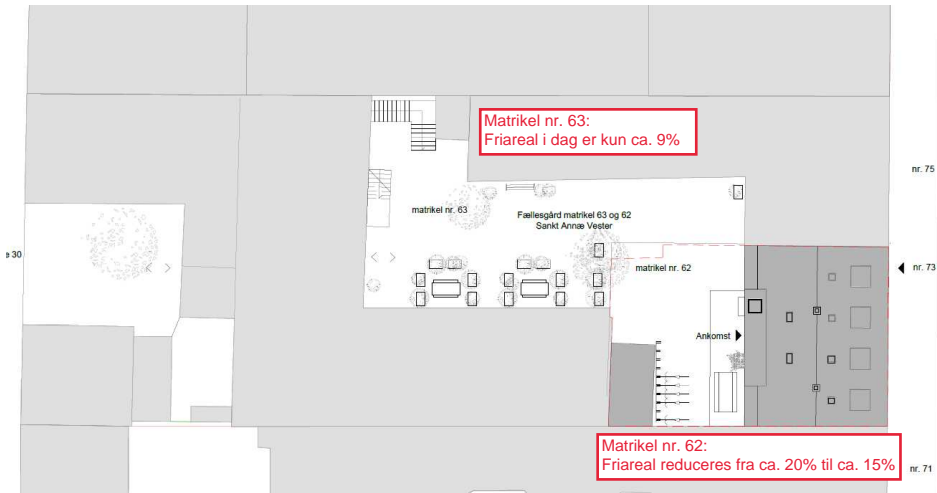 Matrikel nr. 63:
Friareal i dag er kun ca. 9%
nr. 75
matrikel nr. 63
Fællesgård matrikel 63 og 62
Sankt Annæ Vester
e 30
matrikel nr. 62
nr. 73
Ankomst
Matrikel nr. 62:
Friareal reduceres fra ca. 20% til ca. 15%
nr. 71